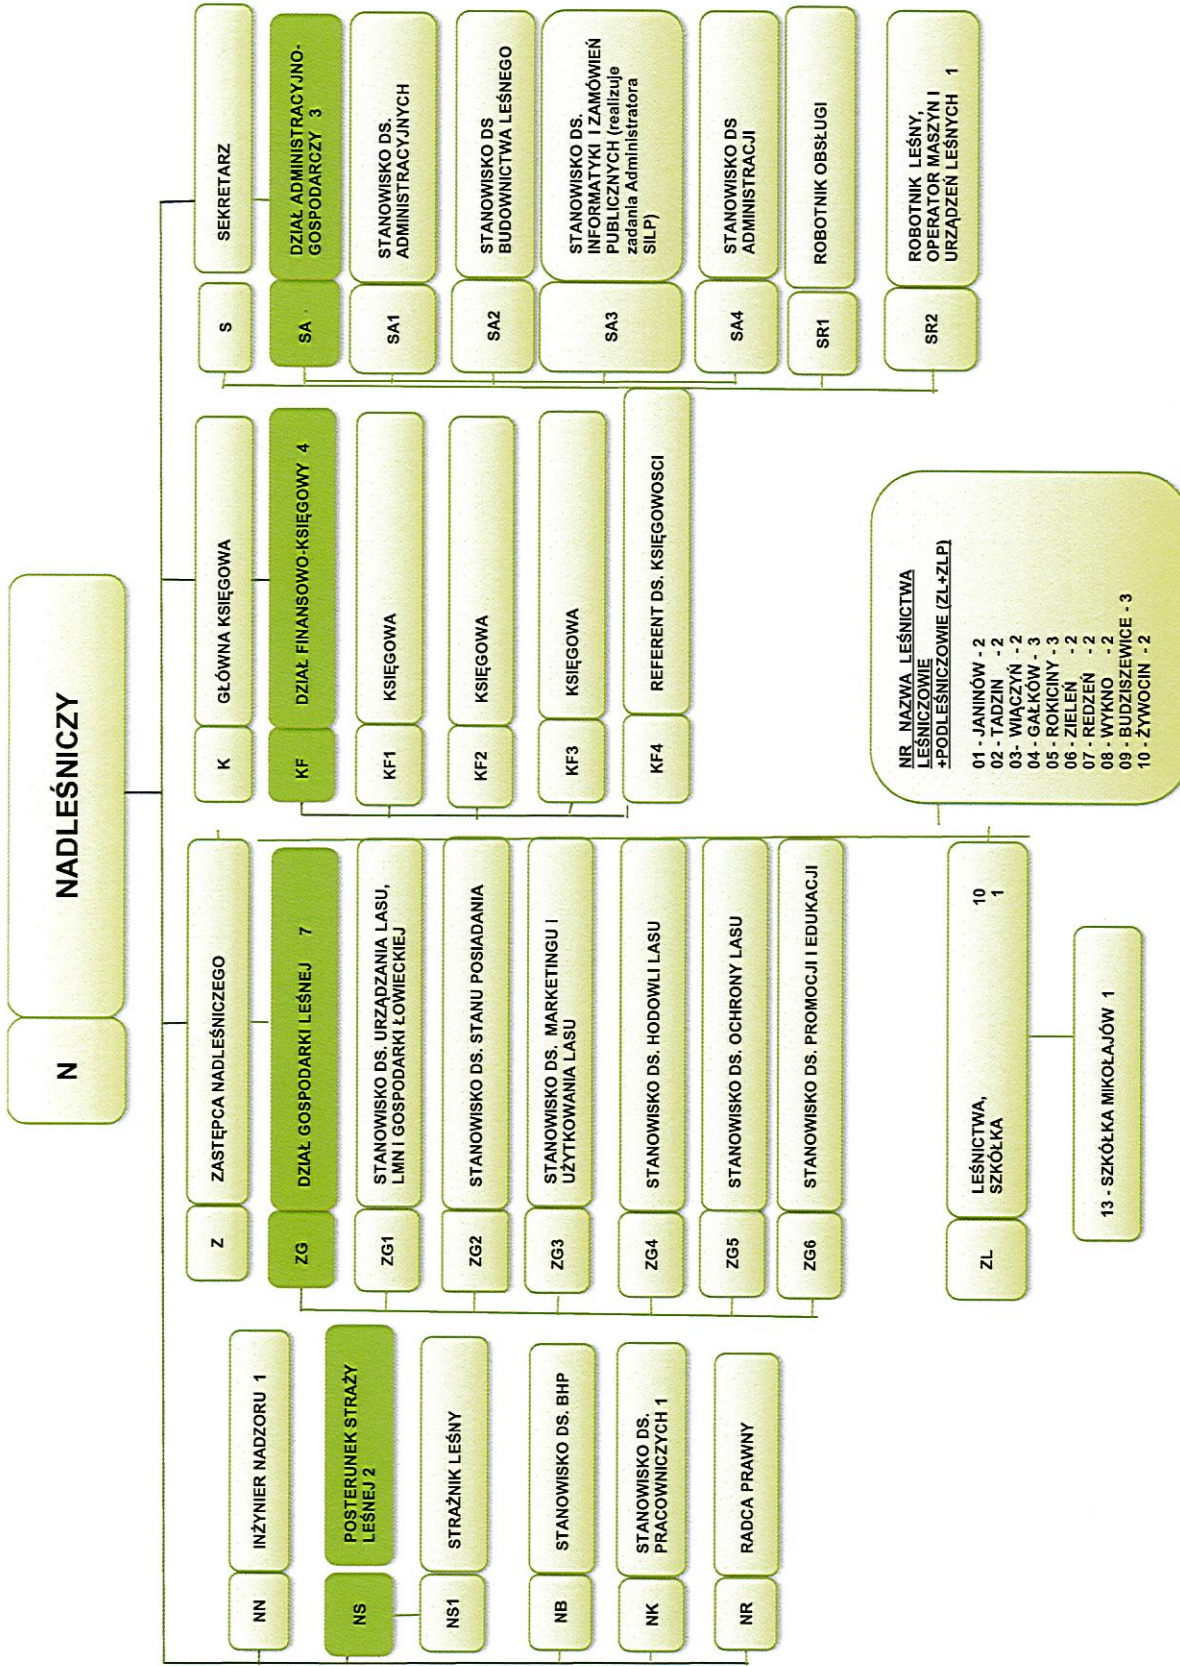 N
NADLEŚNICZY
NN
INŻYNIER NADZORU 1
NS
POSTERUNEK STRAŻY
LEŚNEJ 2
NS1
STRAŻNIK LEŚNY
NB
STANOWISKO DS. BHP
NK
STANOWISKO DS.
PRACOWNICZYCH 1
NR
RADCA PRAWNY
Z
ZASTĘPCA NADLEŚNICZEGO
ZG
DZIAŁ GOSPODARKI LEŚNEJ 7
ZG1
STANOWISKO DS. URZĄDZANIA LASU,
LMN I GOSPODARKI ŁOWIECKIEJ
ZG2
STANOWISKO DS. STANU POSIADANIA
ZG3
STANOWISKO DS. MARKETINGU I
UŻYTKOWANIA LASU
ZG4
STANOWISKO DS. HODOWLI LASU
ZG5
STANOWISKO DS. OCHRONY LASU
ZG6
STANOWISKO DS. PROMOCJI I EDUKACJI
ZL
LEŚNICTWA, 10
SZKÓŁKA 1
13 - SZKÓŁKA MIKOŁAJÓW 1
K
GŁÓWNA KSIĘGOWA
KF
DZIAŁ FINANSOWO-KSIĘGOWY 4
KF1
KSIĘGOWA
KF2
KSIĘGOWA
KF3
KSIĘGOWA
KF4
REFERENT DS. KSIĘGOWOSCI
NR NAZWA LEŚNICTWA
LEŚNICZOWIE
+PODLEŚNICZOWIE (ZL+ZLP)
01 - JANINÓW - 2
02 - TADZIN - 2
03- WIĄCZYŃ - 2
04 - GAŁKÓW - 3
05 - ROKICINY - 3
06 - ZIELEŃ - 2
07 - REDZEŃ - 2
08 - WYKNO - 2
09 - BUDZISZEWICE - 3
10 - ŻYWOCIN - 2
S
SEKRETARZ
SA
DZIAŁ ADMINISTRACYJNO-
GOSPODARCZY 3
SA1
STANOWISKO DS.
ADMINISTRACYJNYCH
SA2
STANOWISKO DS
BUDOWNICTWA LEŚNEGO
SA3
STANOWISKO DS.
INFORMATYKI I ZAMÓWIEŃ
PUBLICZNYCH (realizuje
zadania Administratora
SILP)
SA4
STANOWISKO DS
ADMINISTRACJI
SR1
ROBOTNIK OBSŁUGI
SR2
ROBOTNIK LEŚNY,
OPERATOR MASZYN I
URZĄDZEŃ LEŚNYCH 1